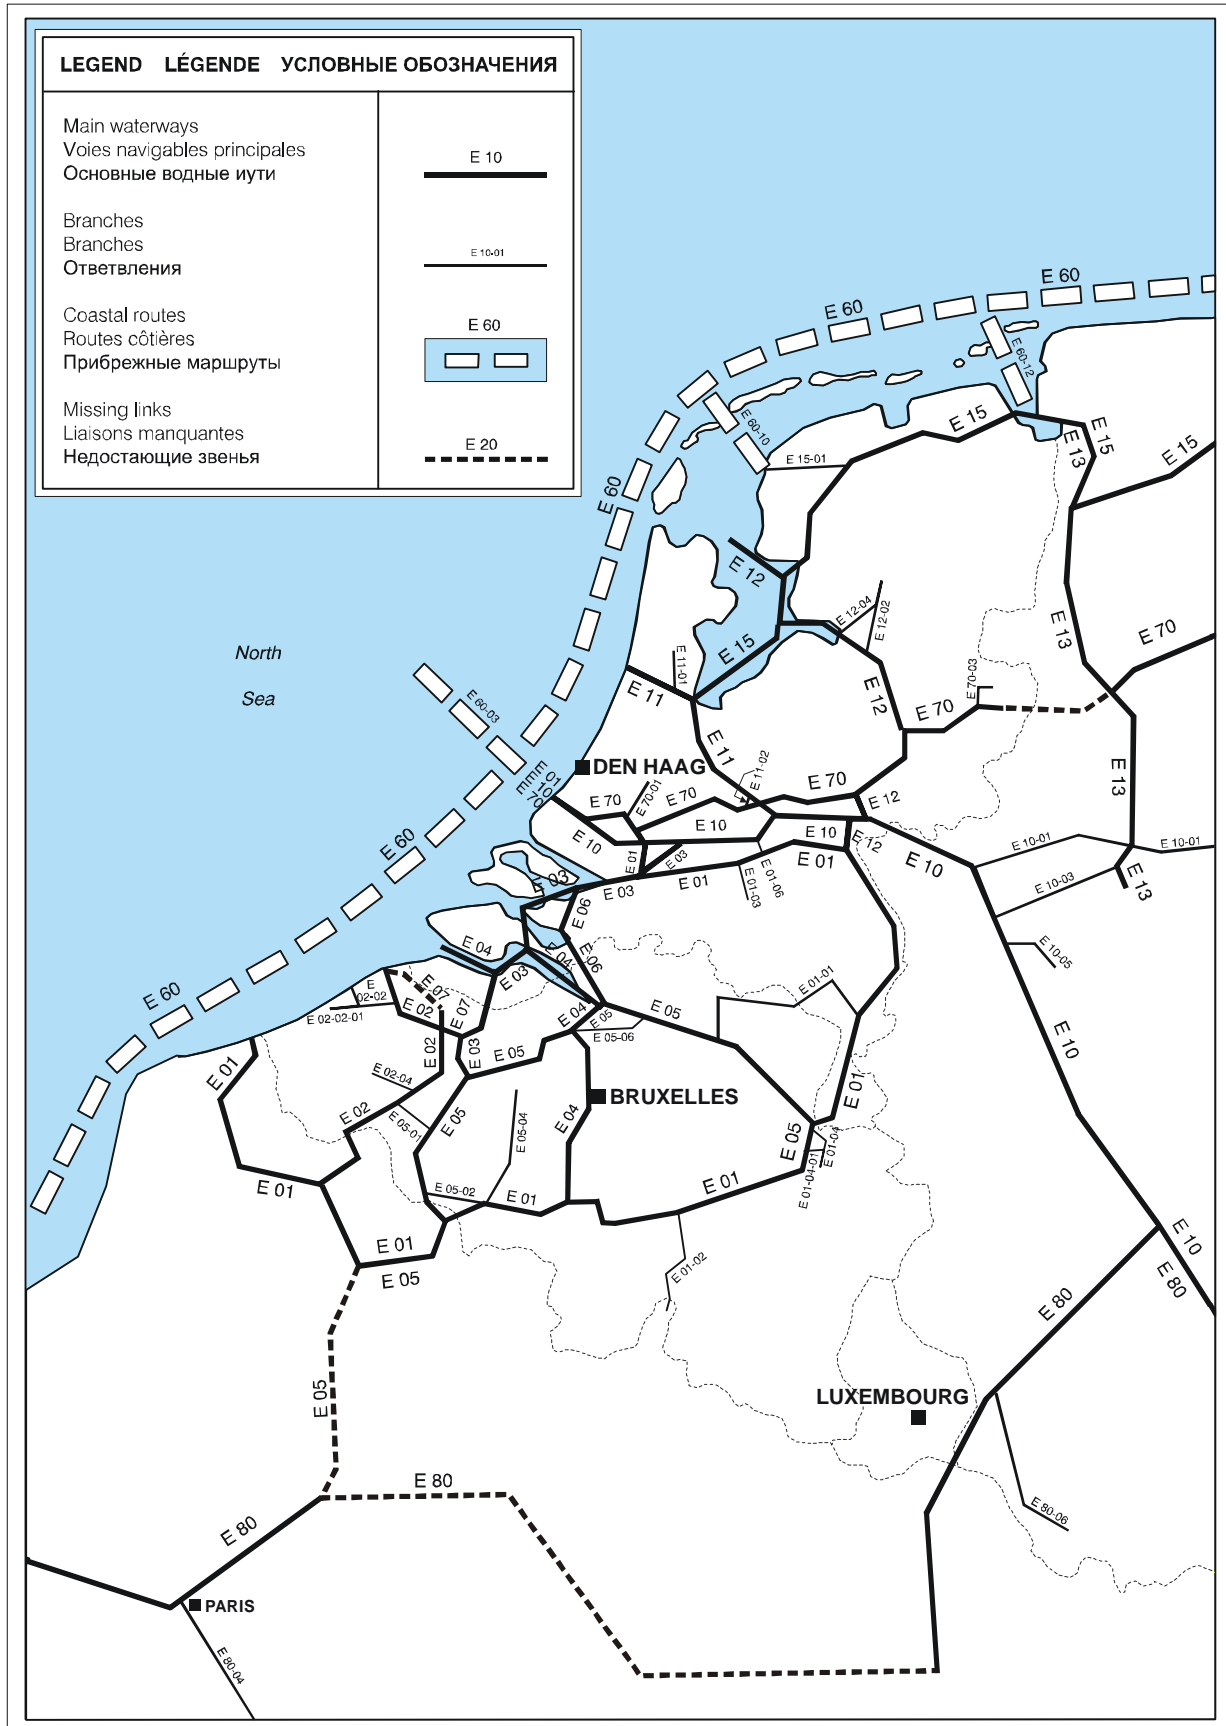 LEGEND LÉGENDE УСЛОВНЫЕ ОБОЗНАЧЕНИЯ
Main waterways
Voies navigables principales
Основные водные иути
E 10
Branches
Branches
Ответвления
E 10-01
Coastal routes
Routes côtières
Прибрежные маршруты
E 60
Missing links
Liaisons manquantes
Недостающие звенья
E 20
E 60
E 60
E 60-12
E 60-10
E 15
E 15
E 13
E 15
E 15-01
E 60
E 12
E 12-04
E 12-02
E 13
E 70
North
Sea
E 15
E 11-01
E 11
E 70-03
E 12
E 70
E 60-03
E 11
E 11-02
DEN HAAG
E 01
E 10
E 70
E 70
E 70-01
E 70
E 70
E 12
E 13
E 10
E 10
E 10
E 12
E 01
E 10
E 10-01
E 10-01
E 60
E 01
E 03
E 03
E 03
E 01
E 01-03
E 01-06
E 10-03
E 13
E 06
E 04
E 04
E 06
E 03
E 10-05
E 60
E 02-02
E 07
E 02
E 07
E 01-01
E 02-02-01
E 04
E 05
E 05
E 05-06
E 01
E 02
E 03
E 05
E 10
E 02-04
BRUXELLES
E 01
E 02
E 05-01
E 05
E 05-04
E 04
E 05
E 01-04
E 01-04-01
E 01
E 05-02
E 01
E 01
E 01
E 05
E 01-02
E 10
E 80
E 80
E 05
LUXEMBOURG
E 80
E 80
E 80-06
PARIS
E 80-04